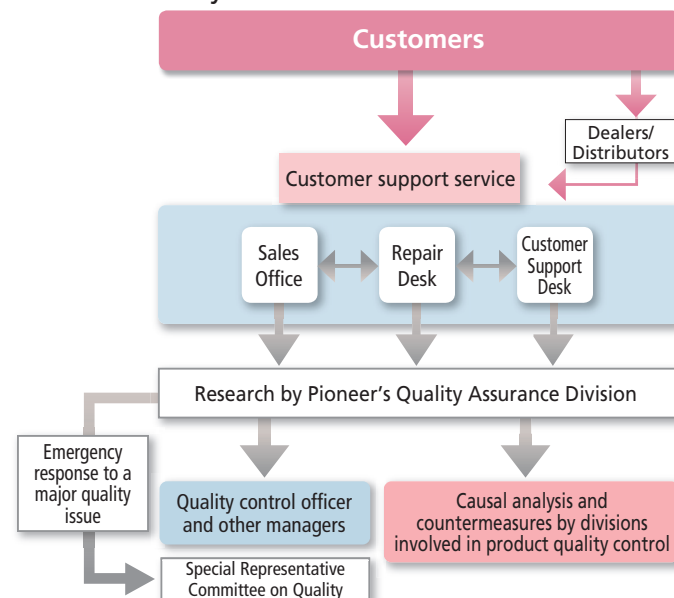 Customers
Dealers/
Distributors
Customer support service
Sales
Office
Repair
Desk
Customer
Support
Desk
Research by Pioneer's Quality Assurance Division
Emergency
response to a
major quality
issue
Quality control officer
and other managers
Causal analysis and
countermeasures by divisions
involved in product quality control
Special Representative
Committee on Quality